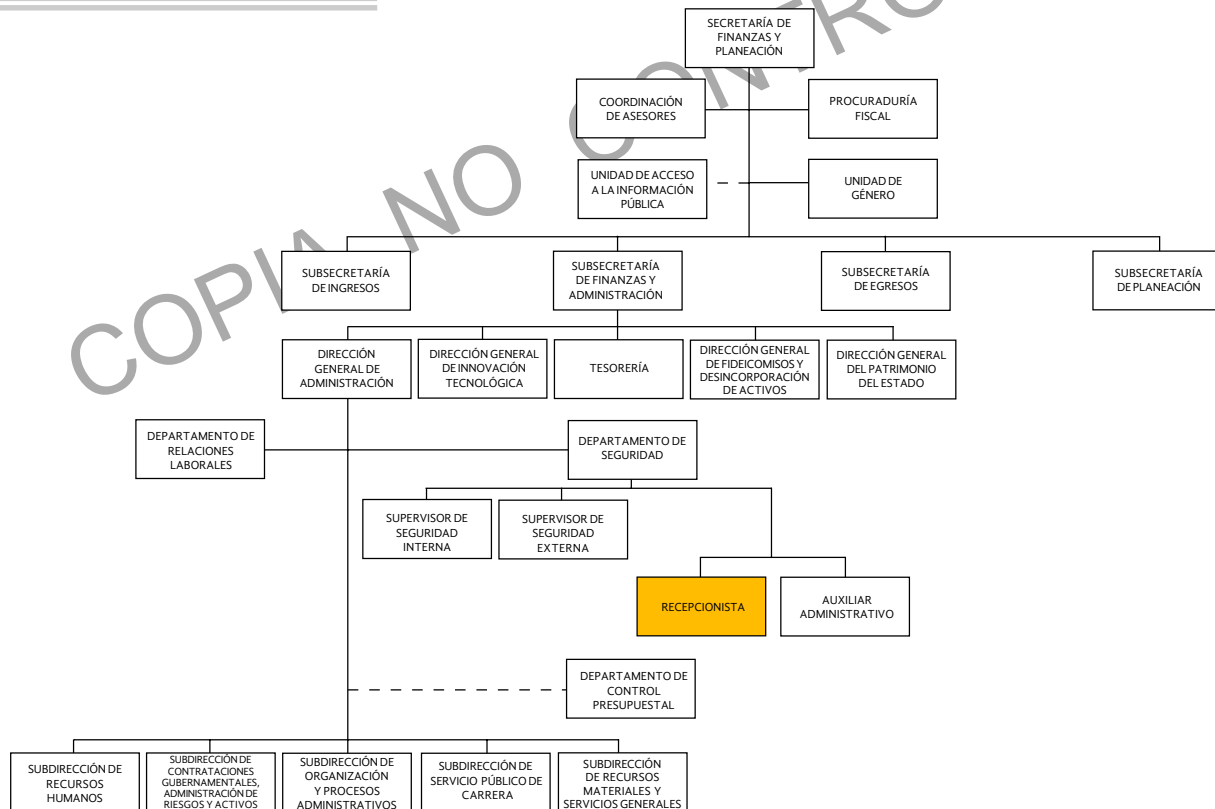 SECRETARÍA DE
FINANZAS Y
PLANEACIÓN
COORDINACIÓN
DE ASESORES
PROCURADURÍA
FISCAL
UNIDAD DE ACCESO
A LA INFORMACIÓN
PÚBLICA
UNIDAD DE
GÉNERO
COPIA NO
SUBSECRETARÍA
DE INGRESOS
SUBSECRETARÍA
DE FINANZAS Y
ADMINISTRACIÓN
SUBSECRETARÍA
DE EGRESOS
SUBSECRETARÍA
DE PLANEACIÓN
DIRECCIÓN
GENERAL DE
ADMINISTRACIÓN
DIRECCIÓN GENERAL
DE INNOVACIÓN
TECNOLÓGICA
TESORERÍA
DIRECCIÓN GENERAL
DE FIDEICOMISOS Y
DESINCORPORACIÓN
DE ACTIVOS
DIRECCIÓN GENERAL
DEL PATRIMONIO
DEL ESTADO
DEPARTAMENTO DE
RELACIONES
LABORALES
DEPARTAMENTO DE
SEGURIDAD
SUPERVISOR DE
SEGURIDAD
INTERNA
SUPERVISOR DE
SEGURIDAD
EXTERNA
RECEPCIONISTA
AUXILIAR
ADMINISTRATIVO
DEPARTAMENTO DE
CONTROL
PRESUPUESTAL
SUBDIRECCIÓN DE
RECURSOS
HUMANOS
SUBDIRECCIÓN DE
CONTRATACIONES
GUBERNAMENTALES,
ADMINISTRACIÓN DE
RIESGOS Y ACTIVOS
SUBDIRECCIÓN DE
ORGANIZACIÓN
Y PROCESOS
ADMINISTRATIVOS
SUBDIRECCIÓN DE
SERVICIO PÚBLICO DE
CARRERA
SUBDIRECCIÓN
DE RECURSOS
MATERIALES Y
SERVICIOS GENERALES